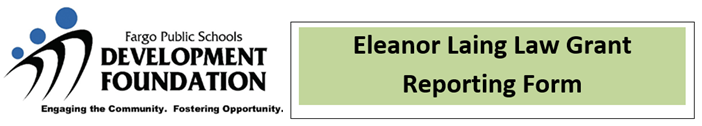 Fargo Public Schools
DEVELOPMENT
FOUNDATION
Engaging the Community. Fostering Opportunity.
Eleanor Laing Law Grant
Reporting Form